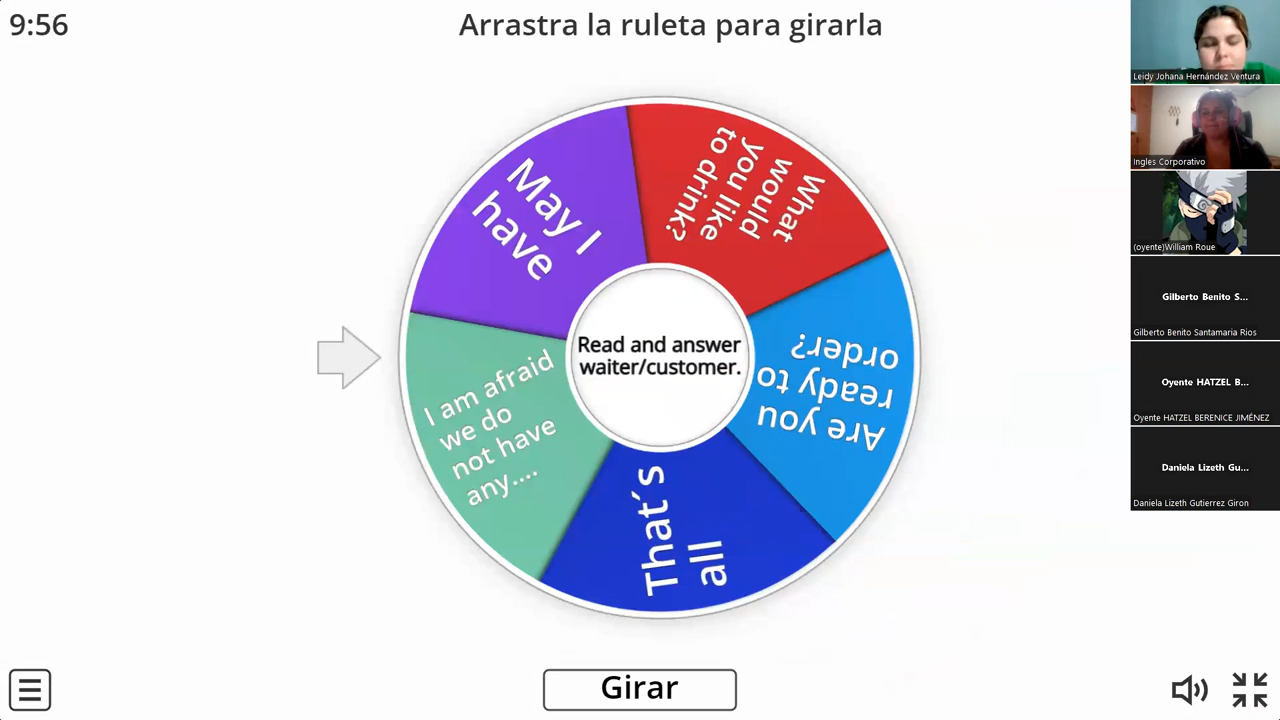 9:56
Arrastra la ruleta para girarla
May I
have
What
would
you like
to drink?
Are you
ready to
order?
That´s
all
I am afraid
we do
not have
any....
Read and answer
waiter/customer.
Girar
Leidy Johana Hernández Ventura
Ingles Corporativo
(oyente)William Roue
Gilberto Benito S...
Gilberto Benito Santamaria Rios
Oyente HATZEL B...
Oyente HATZEL BERENICE JIMÉNEZ
Daniela Lizeth Gu...
Daniela Lizeth Gutierrez Giron